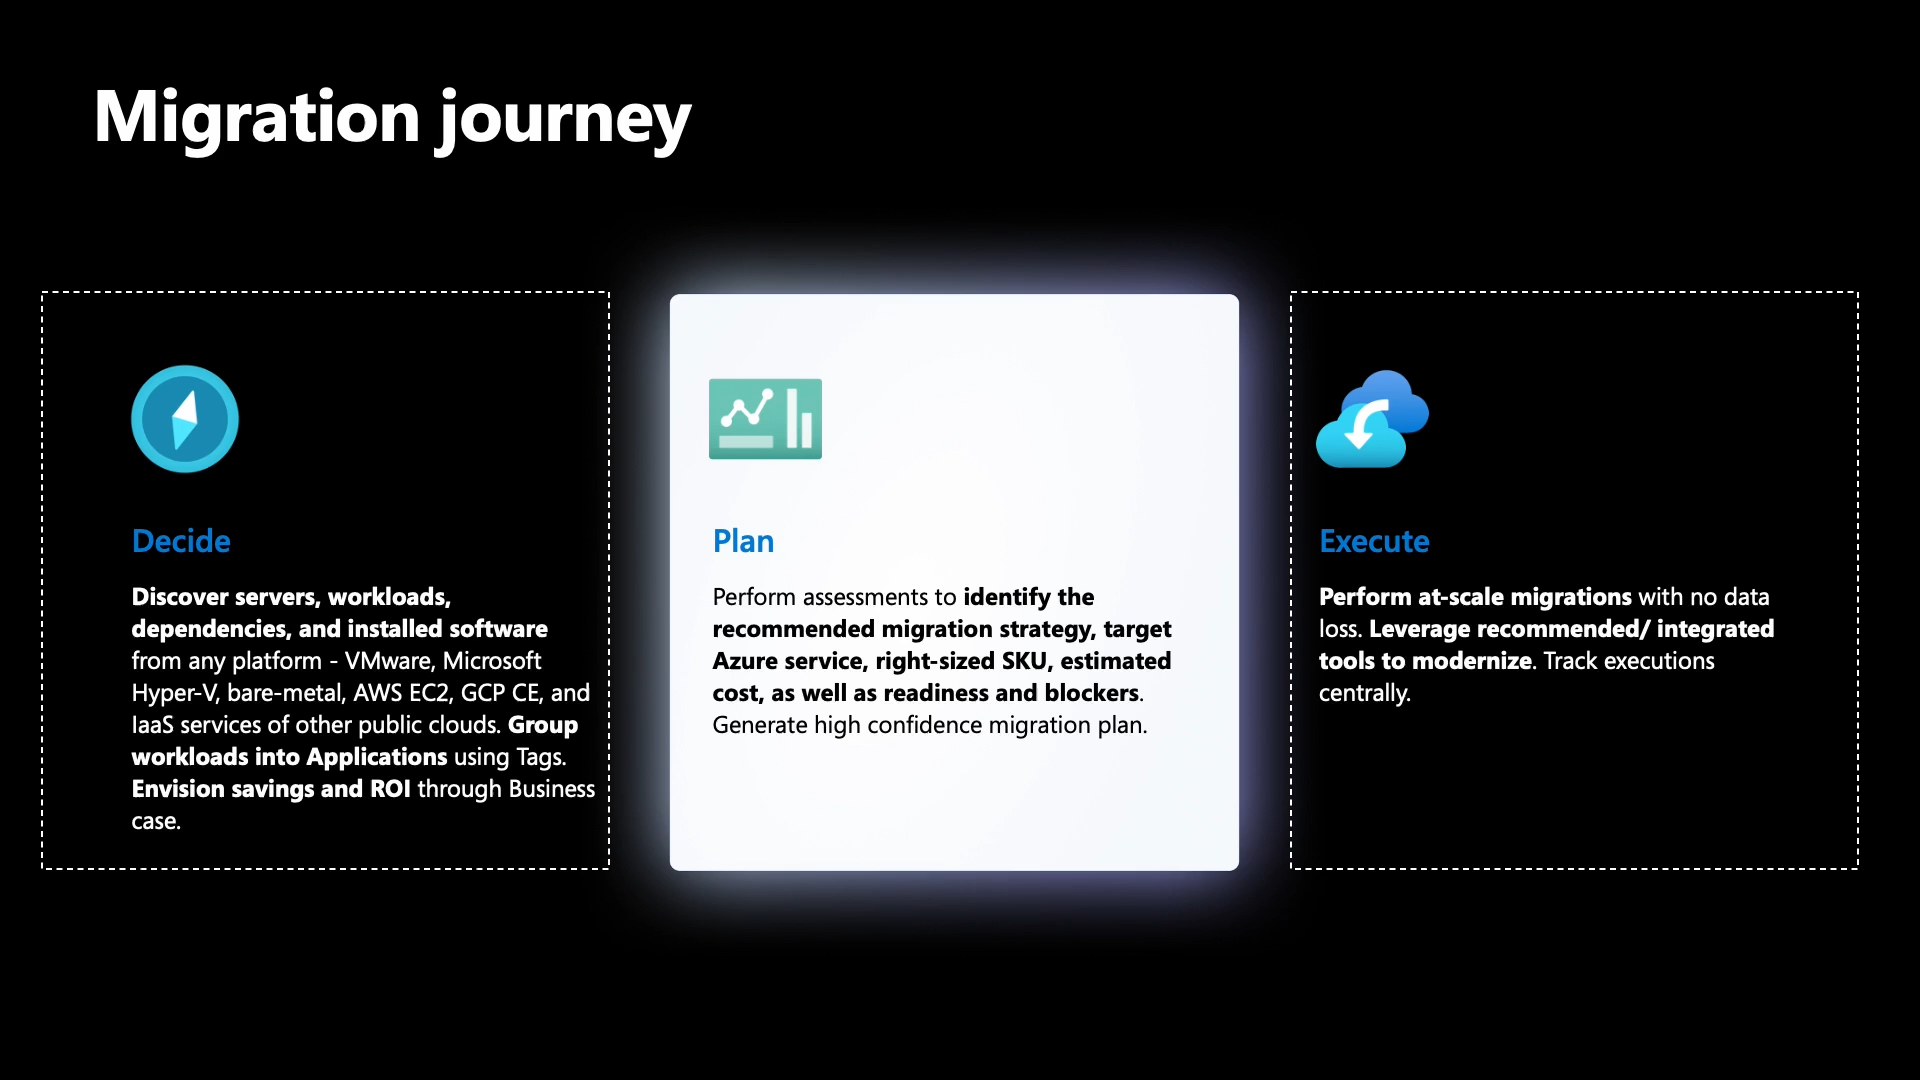 Migration journey
Decide
Discover servers, workloads,
dependencies, and installed software
from any platform - VMware, Microsoft
Hyper-V, bare-metal, AWS EC2, GCP CE, and
IaaS services of other public clouds. Group
workloads into Applications using Tags.
Envision savings and ROI through Business
case.
Plan
Perform assessments to identify the
recommended migration strategy, target
Azure service, right-sized SKU, estimated
cost, as well as readiness and blockers.
Generate high confidence migration plan.
Execute
Perform at-scale migrations with no data
loss. Leverage recommended/ integrated
tools to modernize. Track executions
centrally.